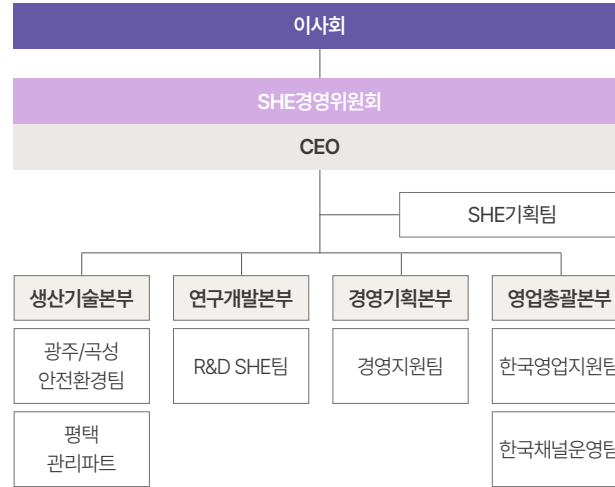 이사회
SHE경영위원회
CEO
SHE기획팀
생산기술본부
연구개발본부
경영기획본부
영업총괄본부
광주/곡성
안전환경팀
R&D SHE팀
경영지원팀
한국영업지원팀
평택
관리파트
한국채널운영팀